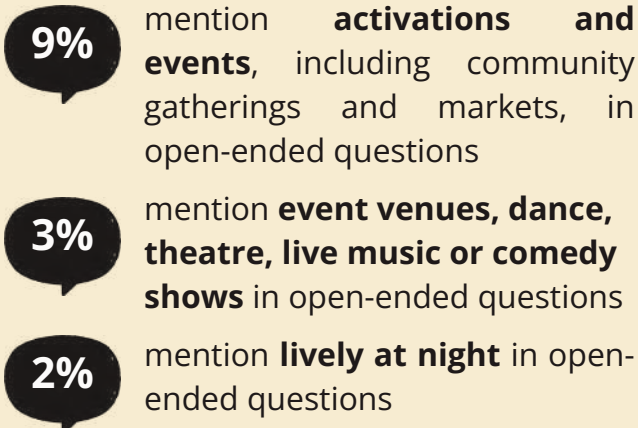 9%
mention activations and
events, including community
gatherings and markets, in
open-ended questions
3%
mention event venues, dance,
theatre, live music or comedy
shows in open-ended questions
2%
mention lively at night in open-
ended questions